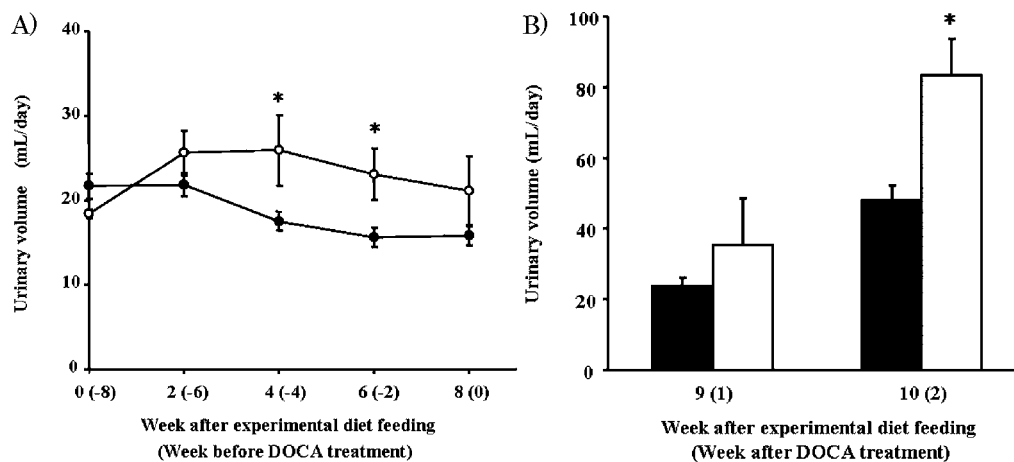 A)
40
30
20
10
0
Urinary volume (mL/day)
*
*
0 (-8) 2 (-6) 4 (-4) 6 (-2) 8 (0)
Week after experimental diet feeding
(Week before DOCA treatment)
B)
100
80
60
40
20
0
Urinary volume (mL/day)
*
9 (1) 10 (2)
Week after experimental diet feeding
(Week after DOCA treatment)